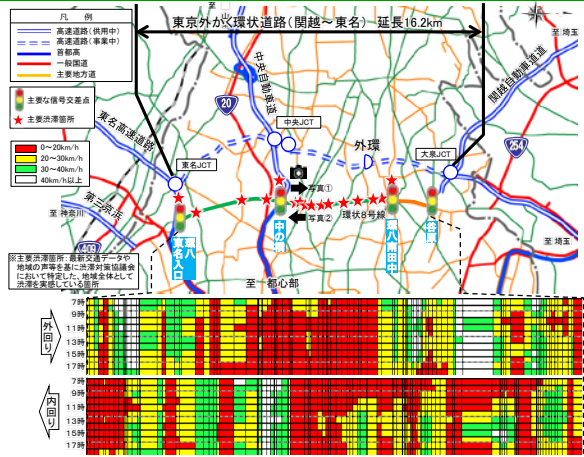 東京外かく環状道路(関越～東名) 延長16.2km
凡 例
高速道路(供用中)
高速道路(事業中)
首都高
一般国道
主要地方道
主要な信号交差点
主要渋滞箇所
0～20km/h
20～30km/h
30～40km/h
40km/h以上
至
至 埼玉
関越自動車道
中央自動車道
20
254
409
東名高速道路
第三京浜
至 神奈川
中央JCT
東名JCT
大泉JCT
外環
写真①
写真②
環状8号線
環八
東名入口
中の橋
環八
田中
谷原
至 都心部
至 埼玉
※主要渋滞箇所:最新交通データや
地域の声等を基に渋滞対策協議会
において特定した、地域全体として
渋滞を実感している箇所
外回り
7時
9時
11時
13時
15時
17時
内回り
7時
9時
11時
13時
15時
17時